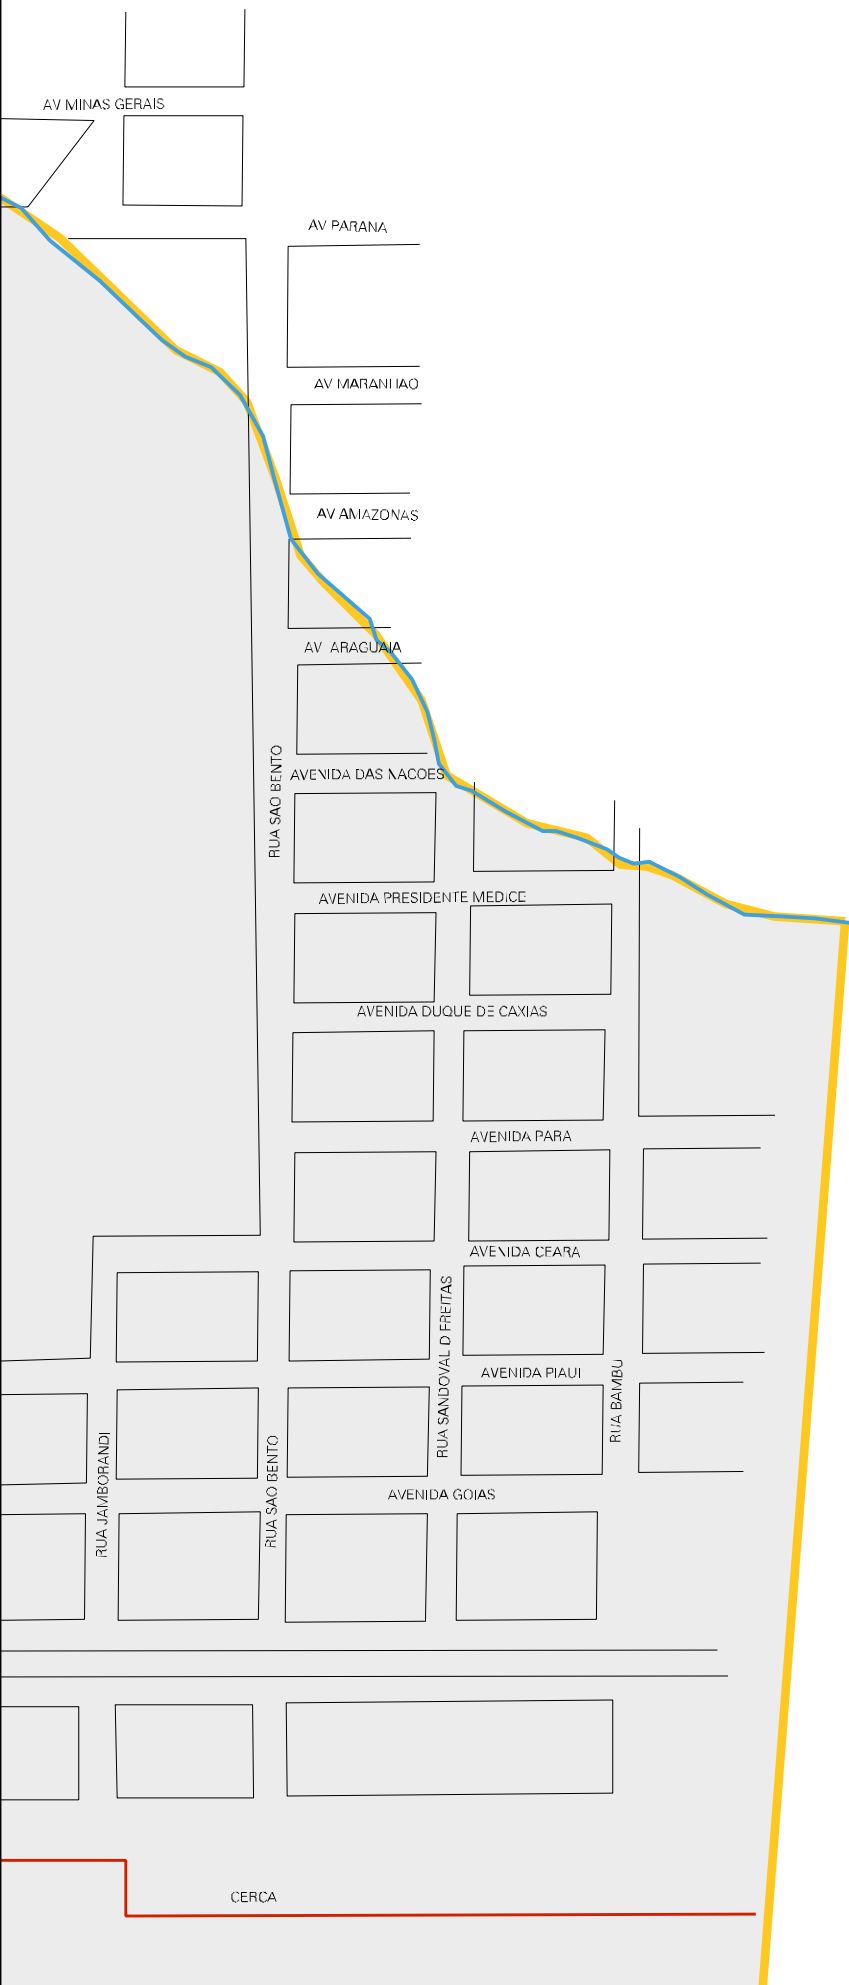 AV MINAS GERAIS
AV PARANA
AV MARANHAO
AV AMAZONAS
AV ARAGUAIA
RUA SAO BENTO
AVENIDA DAS NACOES
AVENIDA PRESIDENTE MEDICE
AVENIDA DUQUE DE CAXIAS
AVENIDA PARA
AVENIDA CEARA
RUA SANDOVAL D FREITAS
AVENIDA PIAUI
RUA BAMBU
RUA JAMBORANDI
RUA SAO BENTO
AVENIDA GOIAS
CERCA